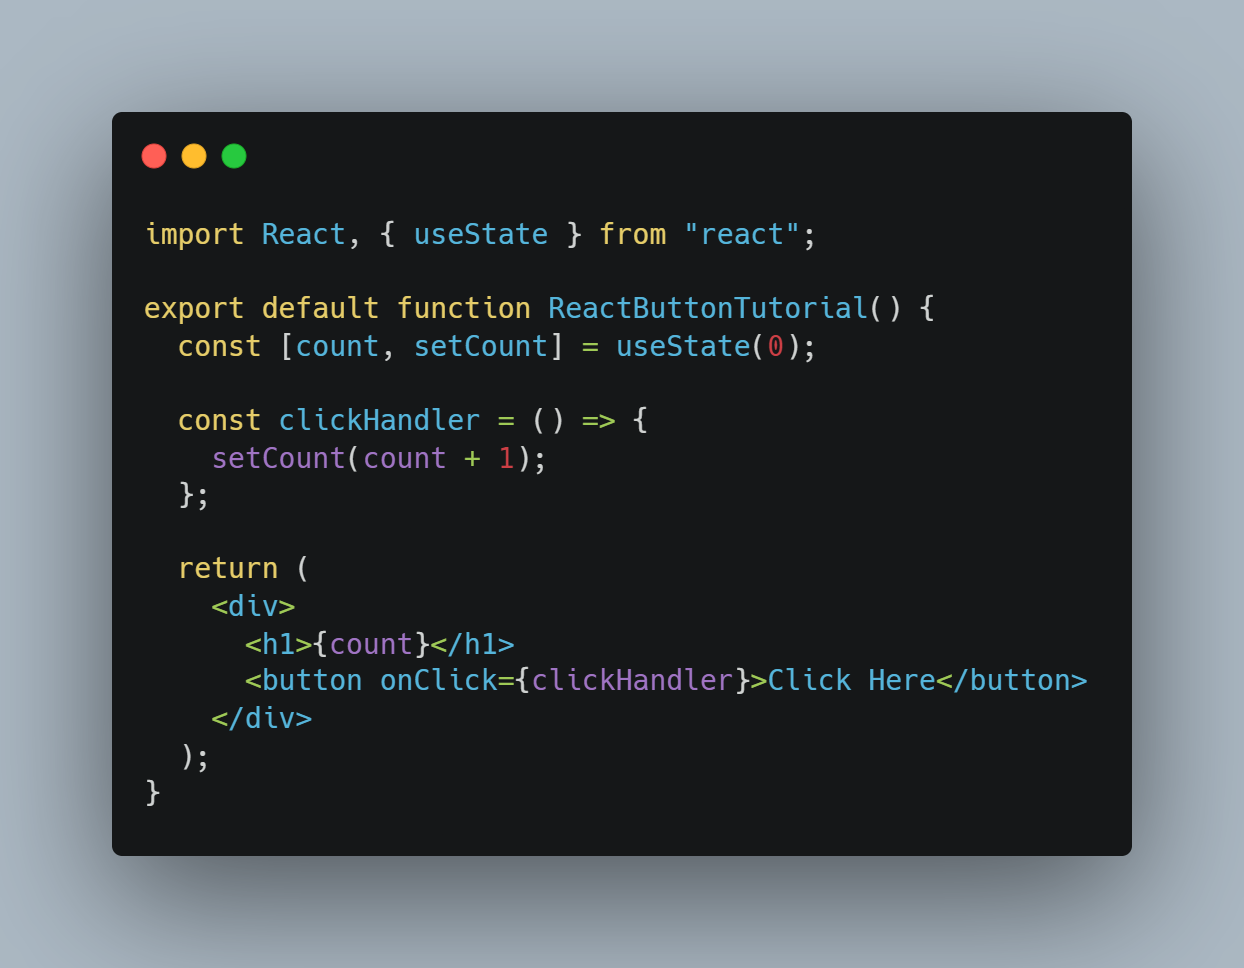 import React, { useState } from "react";
export default function ReactButtonTutorial() {
  const [count, setCount] = useState(0);
  const clickHandler = () => {
    setCount(count + 1);
  };
  return (
    <div>
      <h1>{count}</h1>
      <button onClick={clickHandler}>Click Here</button>
    </div>
  );
}